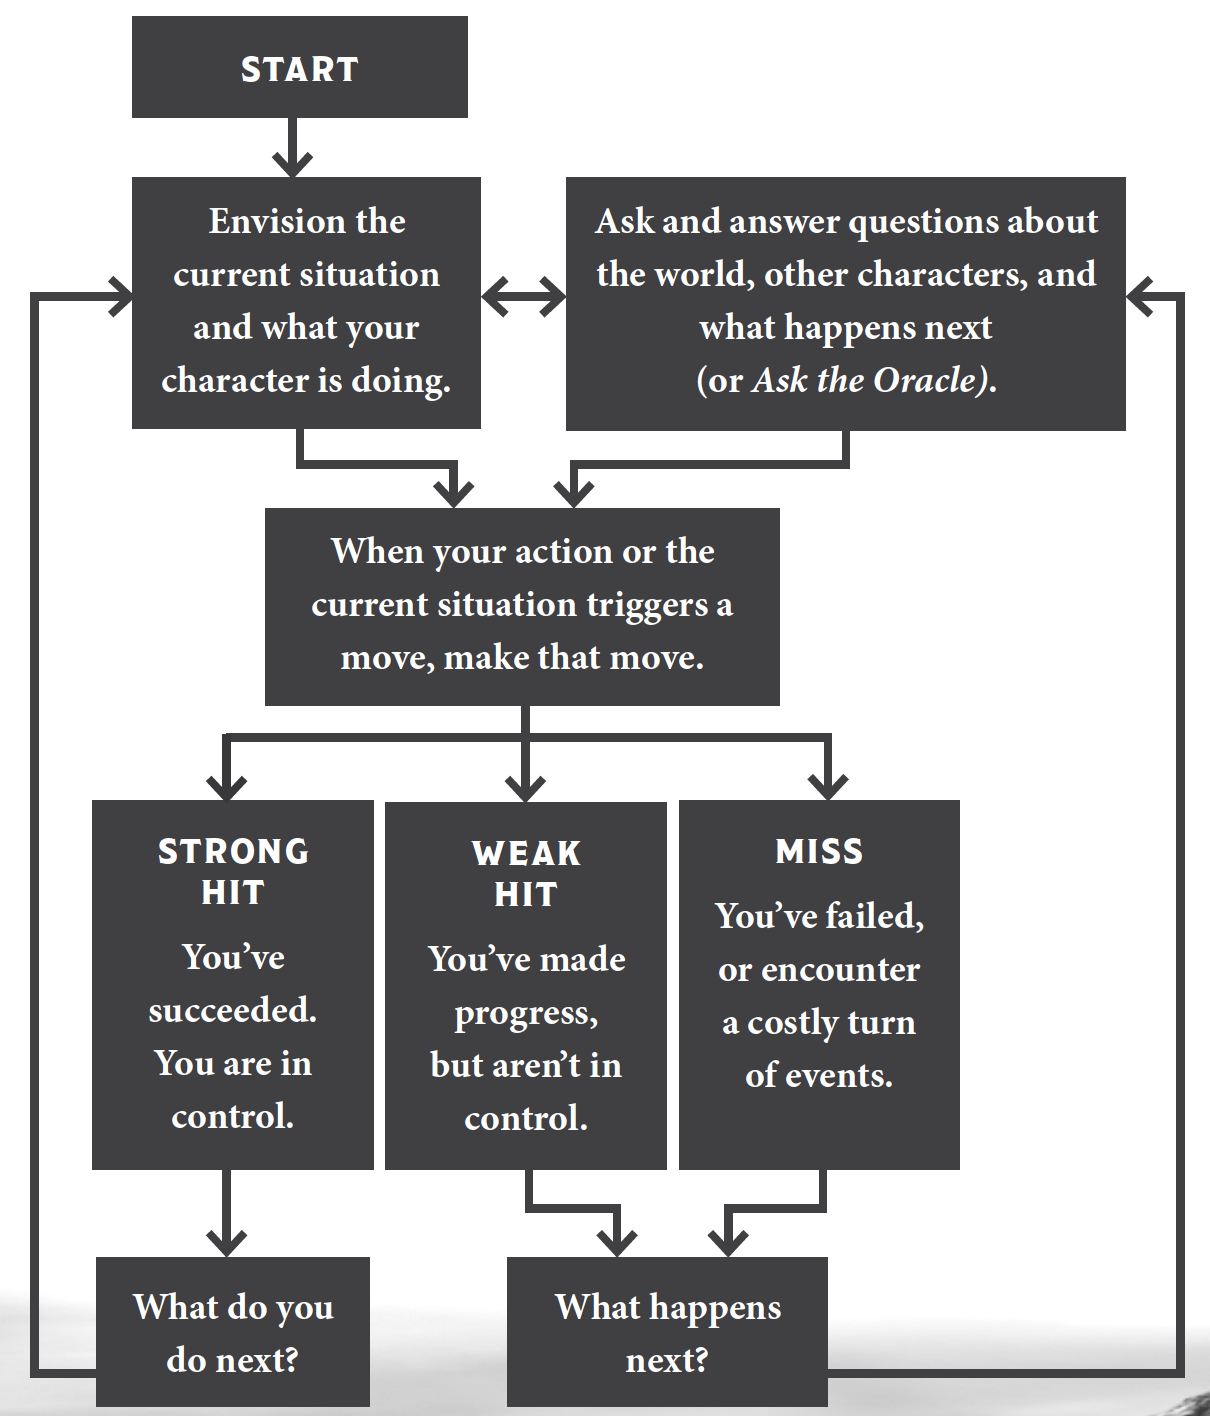 START
Envision the
current situation
and what your
character is doing.
Ask and answer questions about
the world, other characters, and
what happens next
(or Ask the Oracle).
When your action or the
current situation triggers a
move, make that move.
STRONG
HIT
You’ve
succeeded.
You are in
control.
WEAK
HIT
You’ve made
progress,
but aren’t in
control.
MISS
You’ve failed,
or encounter
a costly turn
of events.
What do you
do next?
What happens
next?